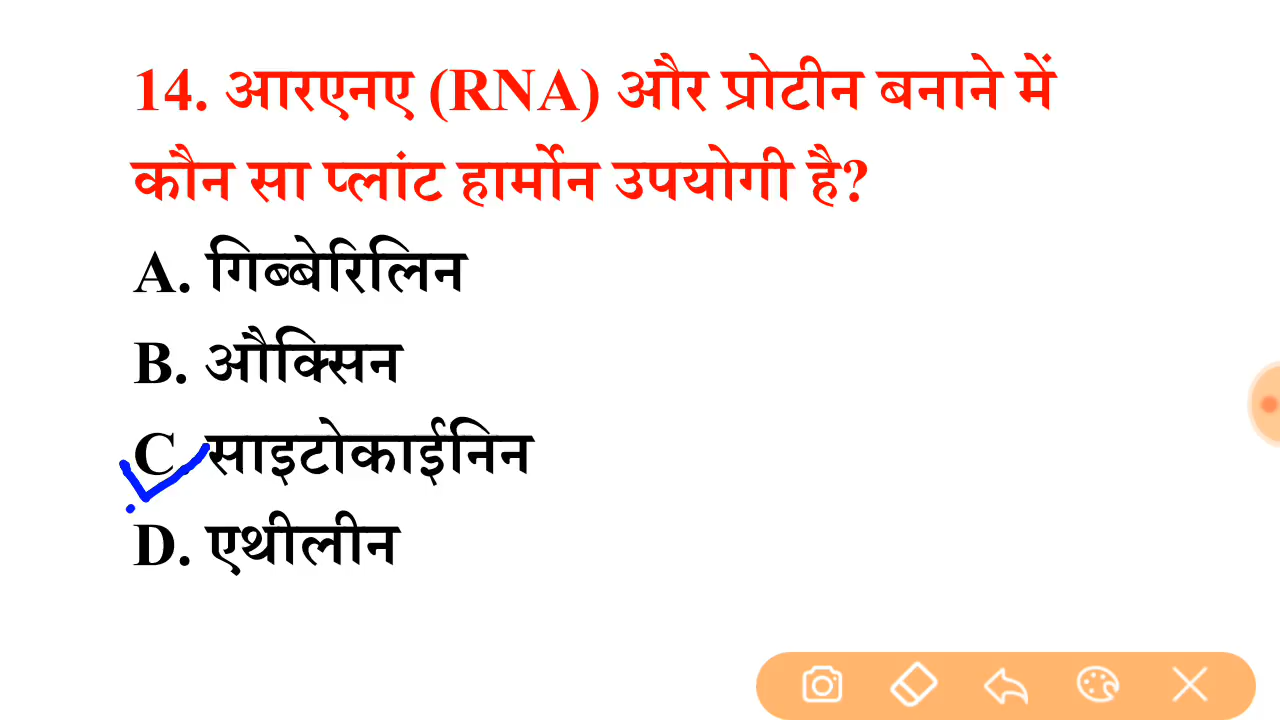 14. आरएनए (RNA) और प्रोटीन बनाने में
कौन सा प्लांट हार्मोन उपयोगी है?
A. गिब्बेरिलिन
B. औक्सिन
C साइटोकाईनिन
D. एथीलीन